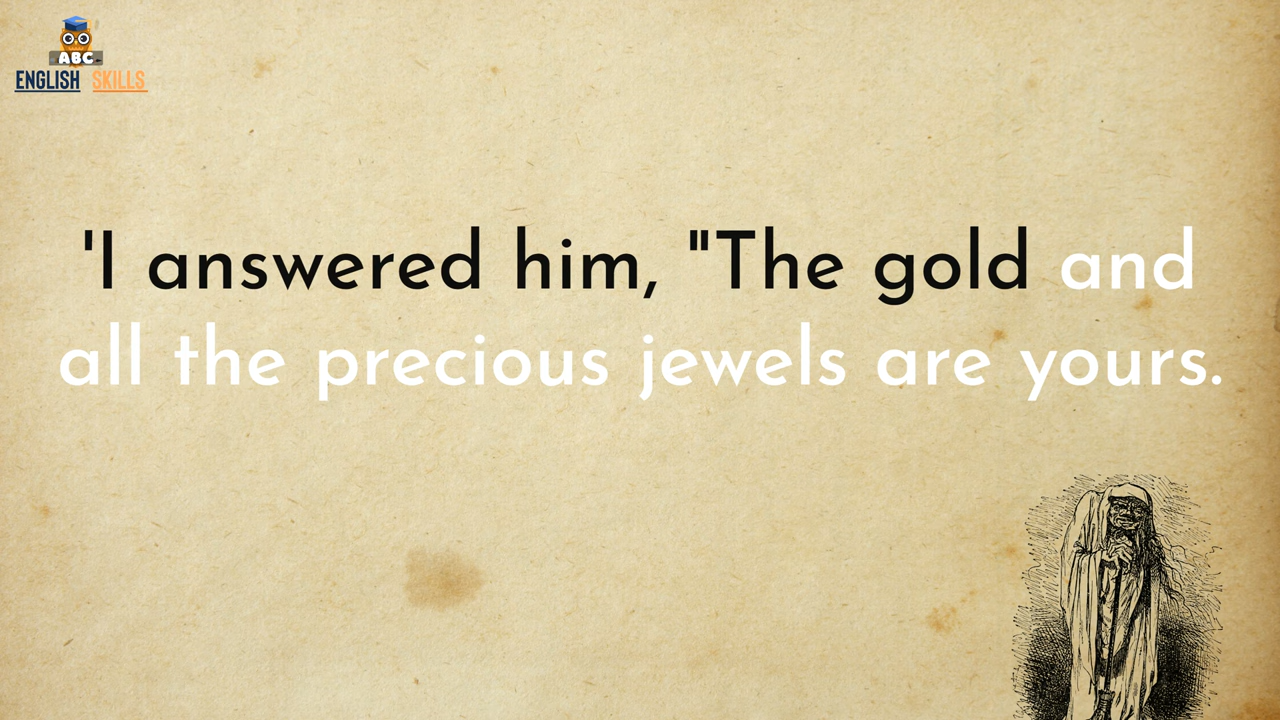 ABC
ENGLISH SKILLS
'I answered him, "The gold and
all the precious jewels are yours.